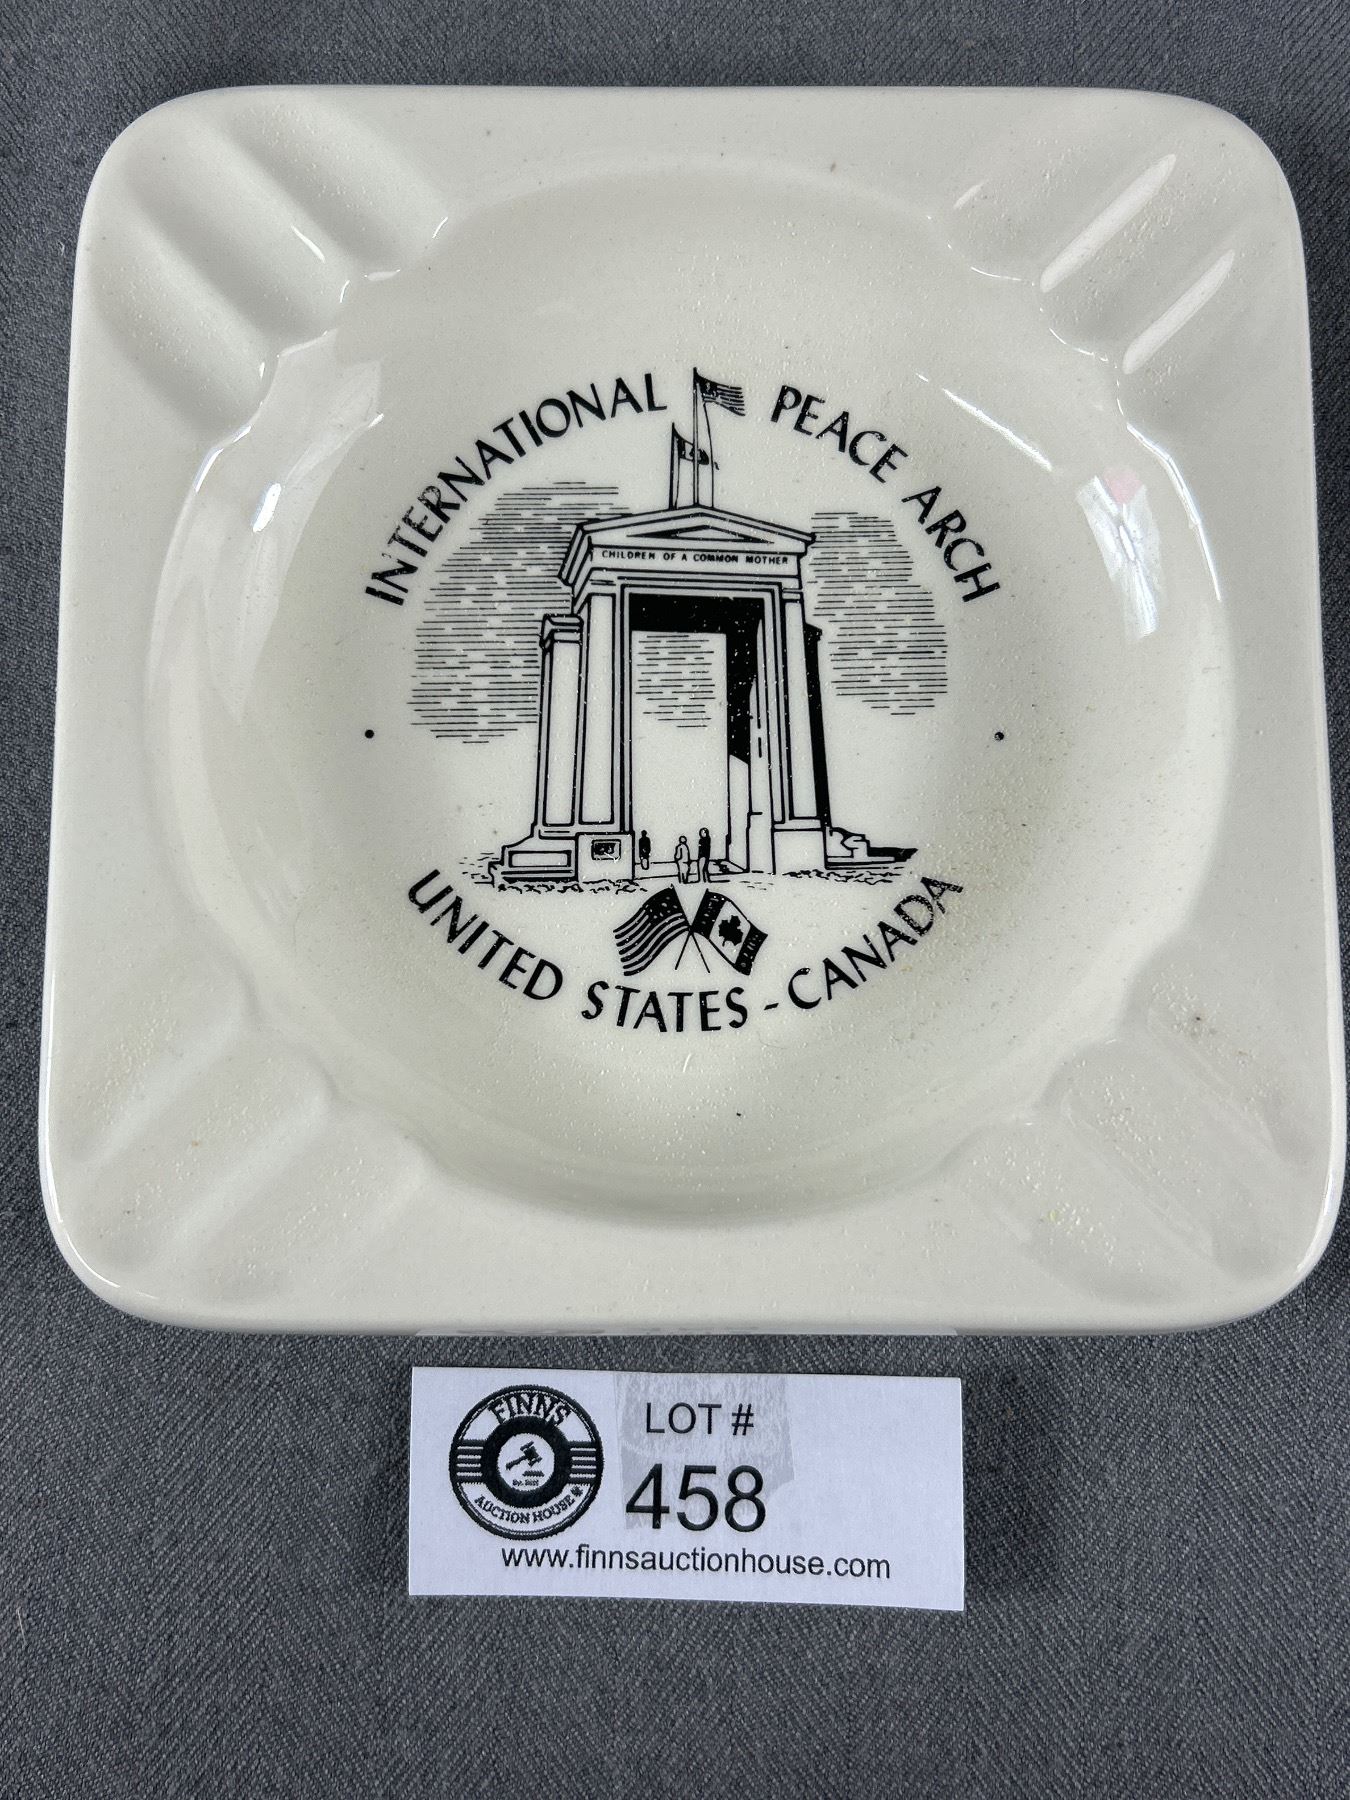 INTERNATIONAL PEACE ARCH
CHILDREN OF A COMMON MOTHER
UNITED STATES - CANADA
FINNS
AUCTION HOUSE
LOT #
458
www.finnsauctionhouse.com